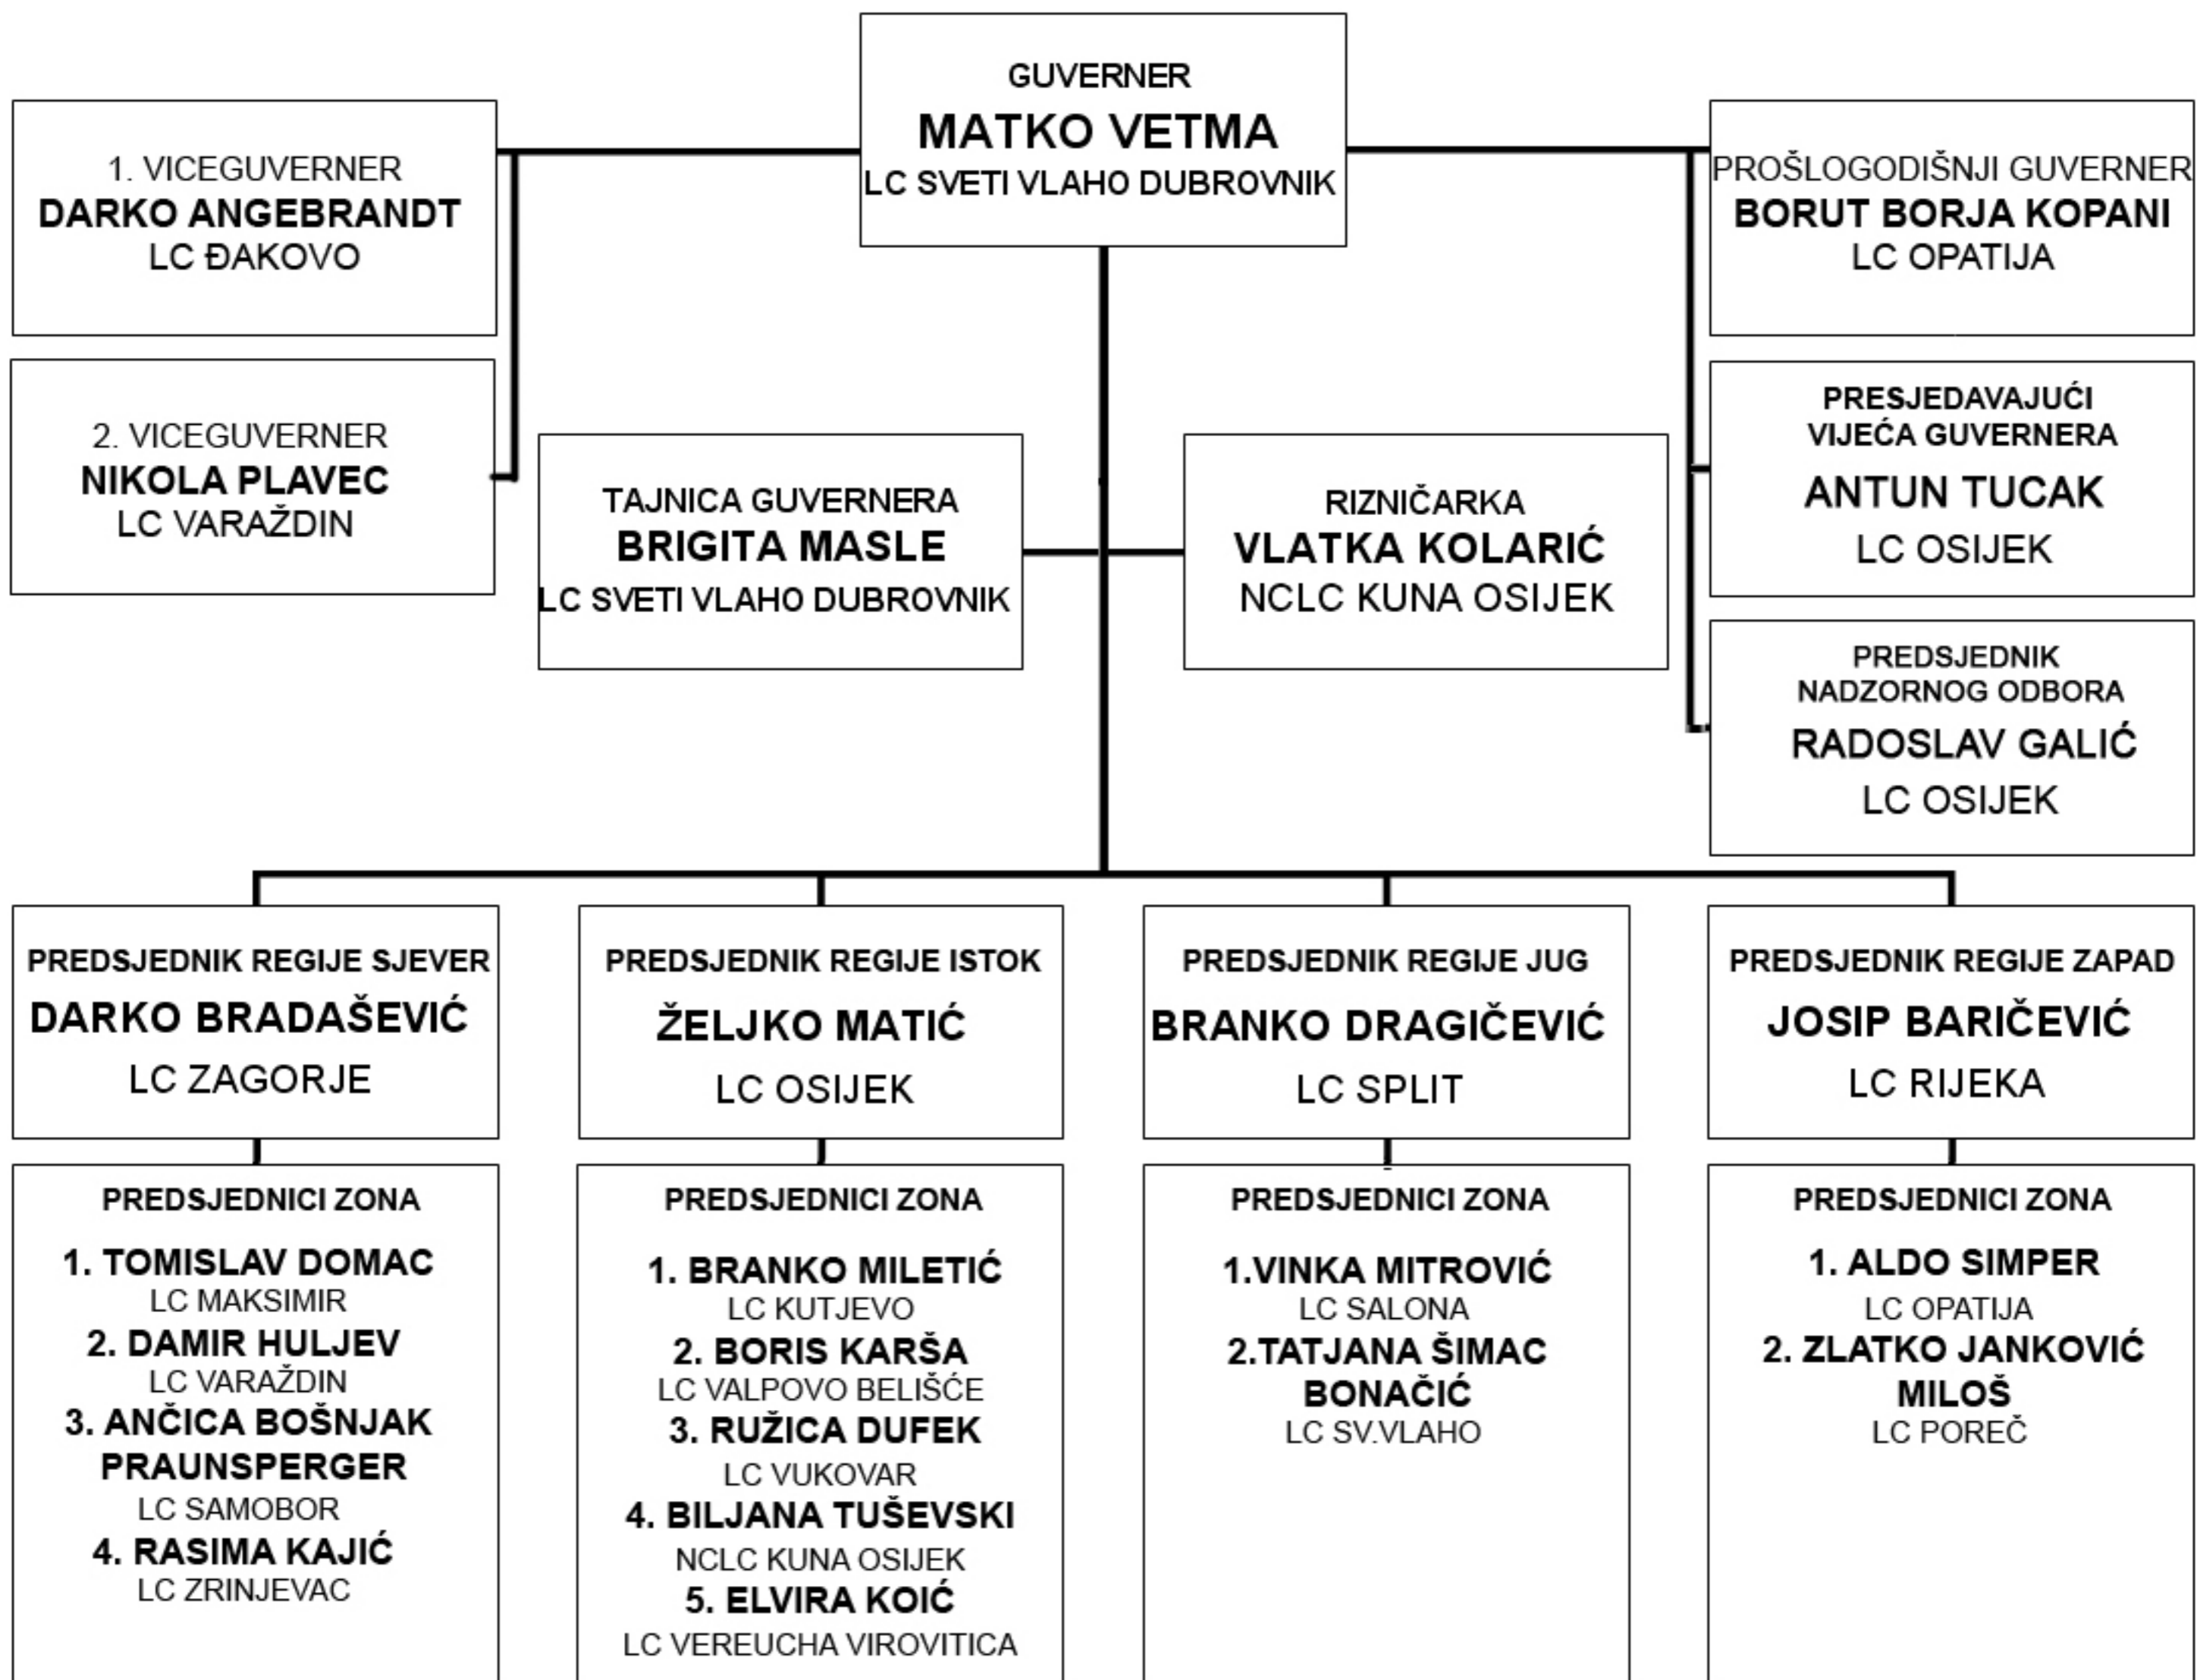 GUVERNER
MATKO VETMA
LC SVETI VLAHO DUBROVNIK
1. VICEGUVERNER
DARKO ANGEBRANDT
LC ĐAKOVO
PROŠLOGODIŠNJI GUVERNER
BORUT BORJA KOPANI
LC OPATIJA
2. VICEGUVERNER
NIKOLA PLAVEC
LC VARAŽDIN
PRESJEDAVAJUĆI
VIJEĆA GUVERNERA
ANTUN TUCAK
LC OSIJEK
TAJNICA GUVERNERA
BRIGITA MASLE
LC SVETI VLAHO DUBROVNIK
RIZNIČARKA
VLATKA KOLARIĆ
NCLC KUNA OSIJEK
PREDSJEDNIK
NADZORNOG ODBORA
RADOSLAV GALIĆ
LC OSIJEK
PREDSJEDNIK REGIJE SJEVER
DARKO BRADAŠEVIĆ
LC ZAGORJE
PREDSJEDNIK REGIJE ISTOK
ŽELJKO MATIĆ
LC OSIJEK
PREDSJEDNIK REGIJE JUG
BRANKO DRAGIČEVIĆ
LC SPLIT
PREDSJEDNIK REGIJE ZAPAD
JOSIP BARIČEVIĆ
LC RIJEKA
PREDSJEDNICI ZONA
1. TOMISLAV DOMAC
LC MAKSIMIR
2. DAMIR HULJEV
LC VARAŽDIN
3. ANČICA BOŠNJAK
PRAUNSPERGER
LC SAMOBOR
4. RASIMA KAJIĆ
LC ZRINJEVAC
PREDSJEDNICI ZONA
1. BRANKO MILETIĆ
LC KUTJEVO
2. BORIS KARŠA
LC VALPOVO BELIŠĆE
3. RUŽICA DUFEK
LC VUKOVAR
4. BILJANA TUŠEVSKI
NCLC KUNA OSIJEK
5. ELVIRA KOIĆ
LC VEREUCHA VIROVITICA
PREDSJEDNICI ZONA
1.VINKA MITROVIĆ
LC SALONA
2.TATJANA ŠIMAC
BONAČIĆ
LC SV.VLAHO
PREDSJEDNICI ZONA
1. ALDO SIMPER
LC OPATIJA
2. ZLATKO JANKOVIĆ
MILOŠ
LC POREČ